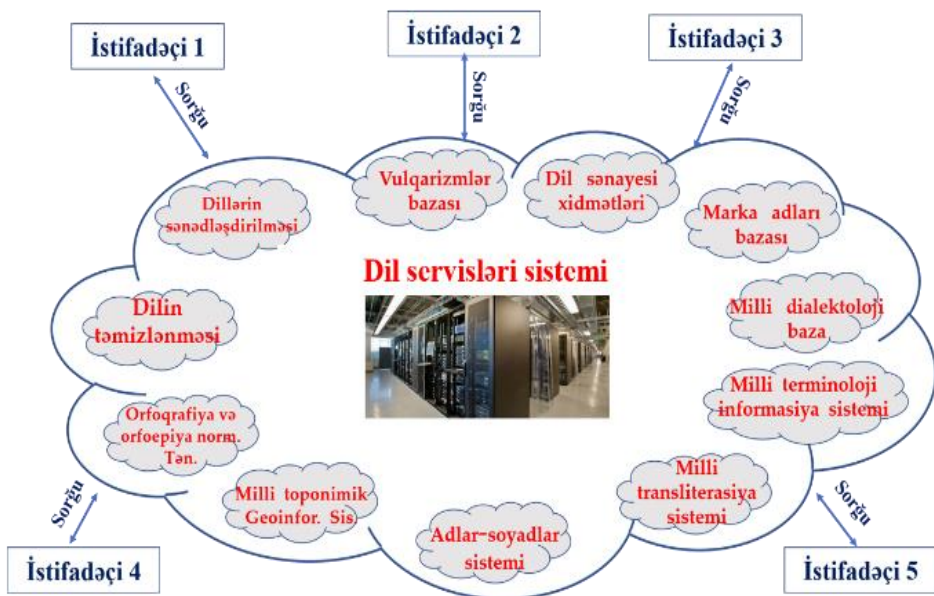 İstifadəçi 1
İstifadəçi 2
İstifadəçi 3
Sorğu
Sorğu
Sorğu
Vulqarizmlər
bazası
Dil sənayesi
xidmətləri
Dillərin
sənədləşdirilməsi
Marka adları
bazası
Dil servisləri sistemi
Dilin
təmizlənməsi
Milli dialektoloji
baza
Milli terminoloji
informasiya sistemi
Orfoqrafiya və
orfoepiya norm.
Tən.
Milli toponimik
Geoinfor. Sis
Milli
transliterasiya
sistemi
Adlar-soyadlar
sistemi
Sorğu
Sorğu
İstifadəçi 4
İstifadəçi 5